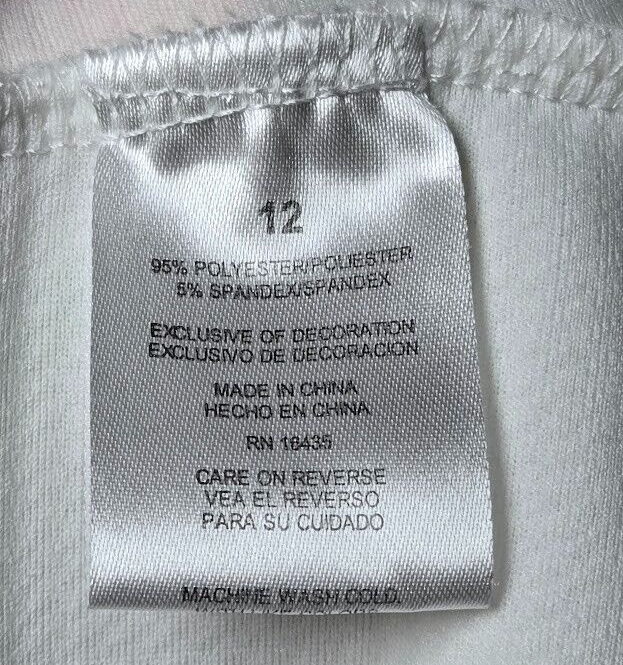 12
95% POLYESTER/POLIESTER
5% SPANDEX/SPANDEX
EXCLUSIVE OF DECORATION
EXCLUSIVO DE DECORACION
MADE IN CHINA
HECHO EN CHINA
RN 16435
CARE ON REVERSE
VEA EL REVERSO
PARA SU CUIDADO
MACHINE WASH COLD.